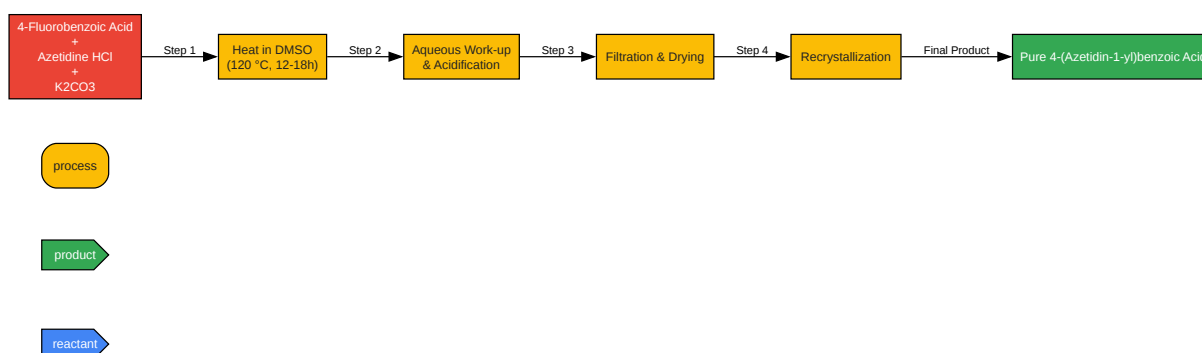 4-Fluorobenzoic Acid
+
Azetidine HCl
+
K2CO3
Step 1
Heat in DMSO
(120 °C, 12-18h)
Step 2
Aqueous Work-up
& Acidification
Step 3
Filtration & Drying
Step 4
Recrystallization
Final Product
Pure 4-(Azetidin-1-yl)benzoic Acid
process
product
reactant